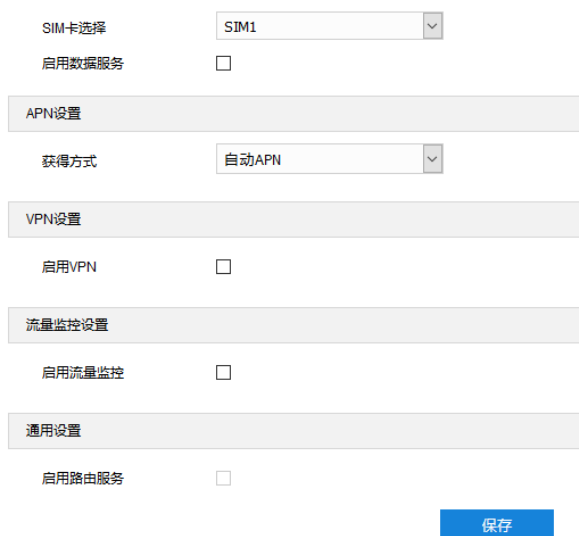 SIM卡选择 SIM1
启用数据服务
APN设置
获得方式 自动APN
VPN设置
启用VPN
流量监控设置
启用流量监控
通用设置
启用路由服务
保存